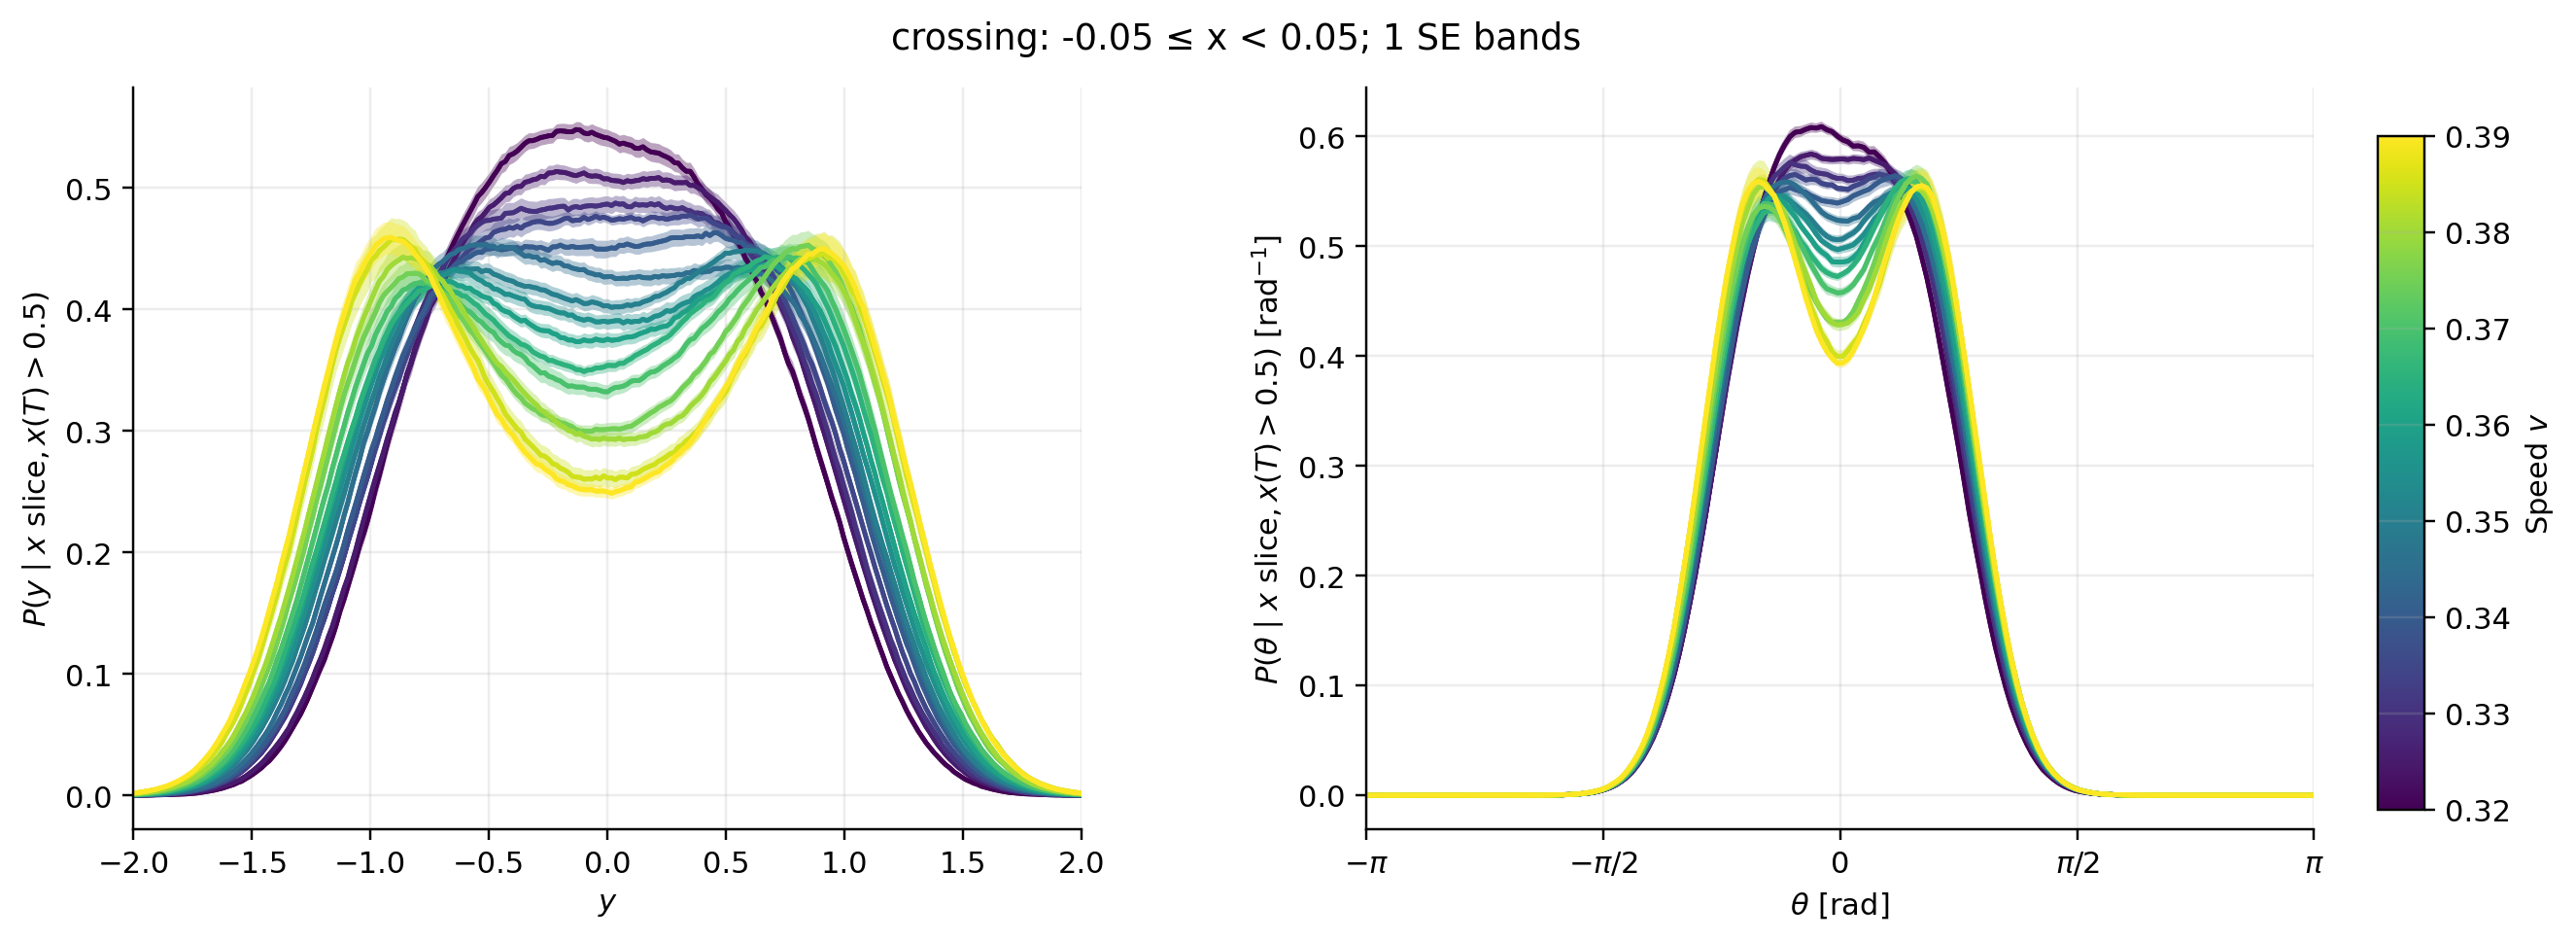 crossing: -0.05 ≤ x < 0.05; 1 SE bands
P(y | x slice, x(T) > 0.5)
0.5
0.4
0.3
0.2
0.1
0.0
−2.0 −1.5 −1.0 −0.5 0.0 0.5 1.0 1.5 2.0
y
P(θ | x slice, x(T) > 0.5) [rad⁻¹]
0.6
0.5
0.4
0.3
0.2
0.1
0.0
−π −π/2 0 π/2 π
θ [rad]
0.39
0.38
0.37
0.36
0.35
0.34
0.33
0.32
Speed v